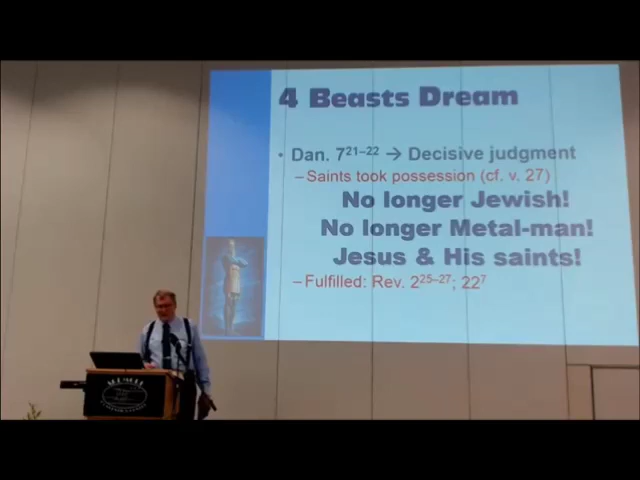 4 Beasts Dream
• Dan. 7²¹⁻²² → Decisive judgment
–Saints took possession (cf. v. 27)
No longer Jewish!
No longer Metal-man!
Jesus & His saints!
–Fulfilled: Rev. 2²⁵⁻²⁷; 22⁷